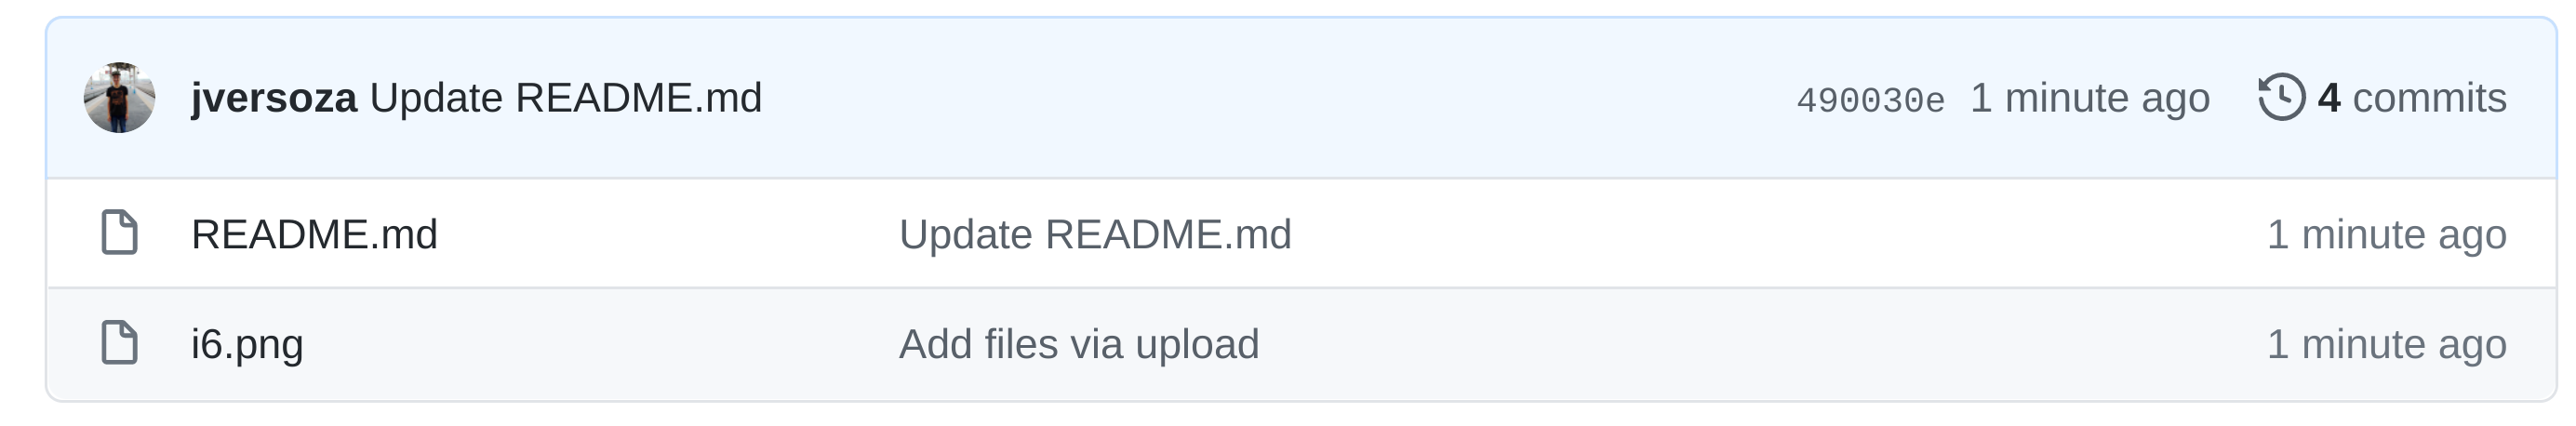 jversoza Update README.md 490030e 1 minute ago 4 commits
README.md Update README.md 1 minute ago
i6.png Add files via upload 1 minute ago